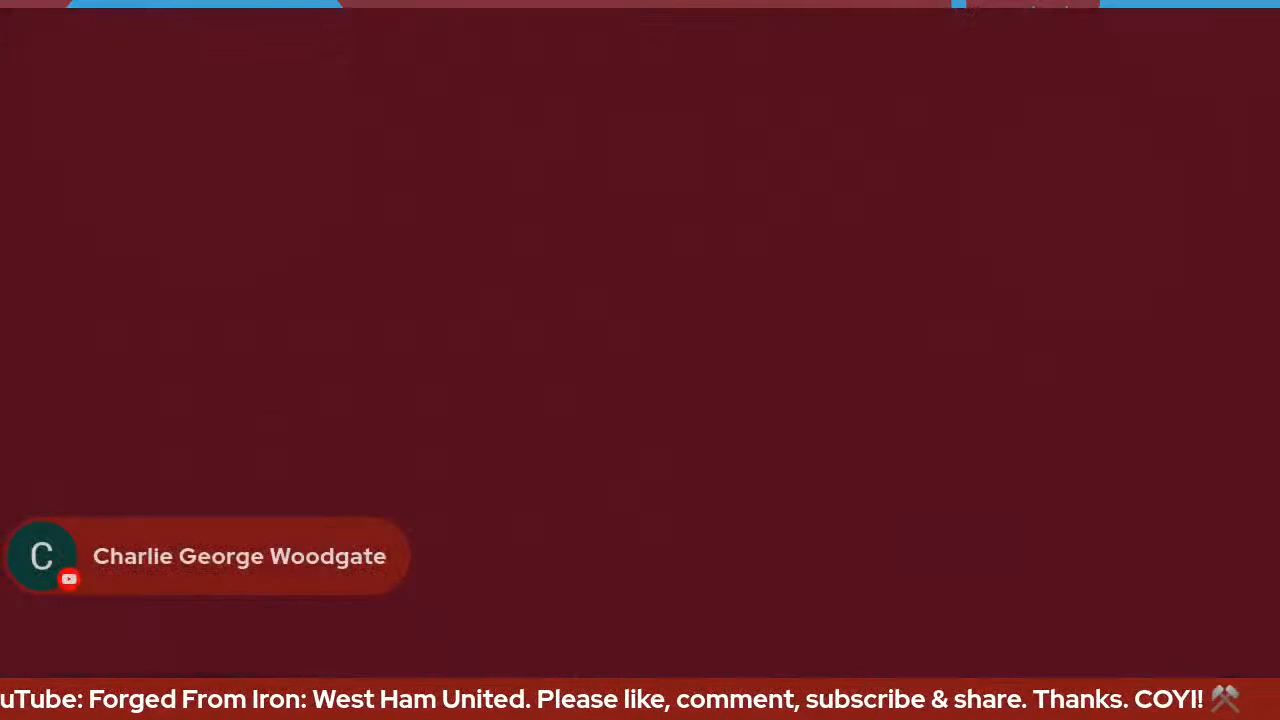 C
Charlie George Woodgate
uTube: Forged From Iron: West Ham United. Please like, comment, subscribe & share. Thanks. COYI! ⚒